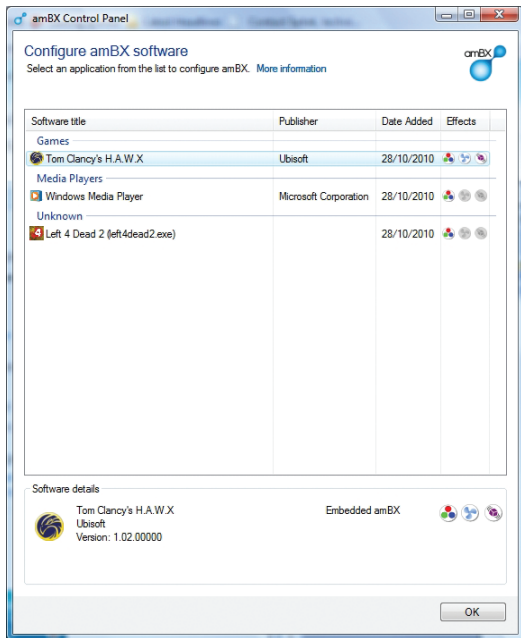 amBX Control Panel
Configure amBX software
Select an application from the list to configure amBX. More information
amBX
Software title Publisher Date Added Effects
Games
Tom Clancy's H.A.W.X Ubisoft 28/10/2010
Media Players
Windows Media Player Microsoft Corporation 28/10/2010
Unknown
4 Left 4 Dead 2 (left4dead2.exe) 28/10/2010
Software details
Tom Clancy's H.A.W.X Embedded amBX
Ubisoft
Version: 1.02.00000
OK